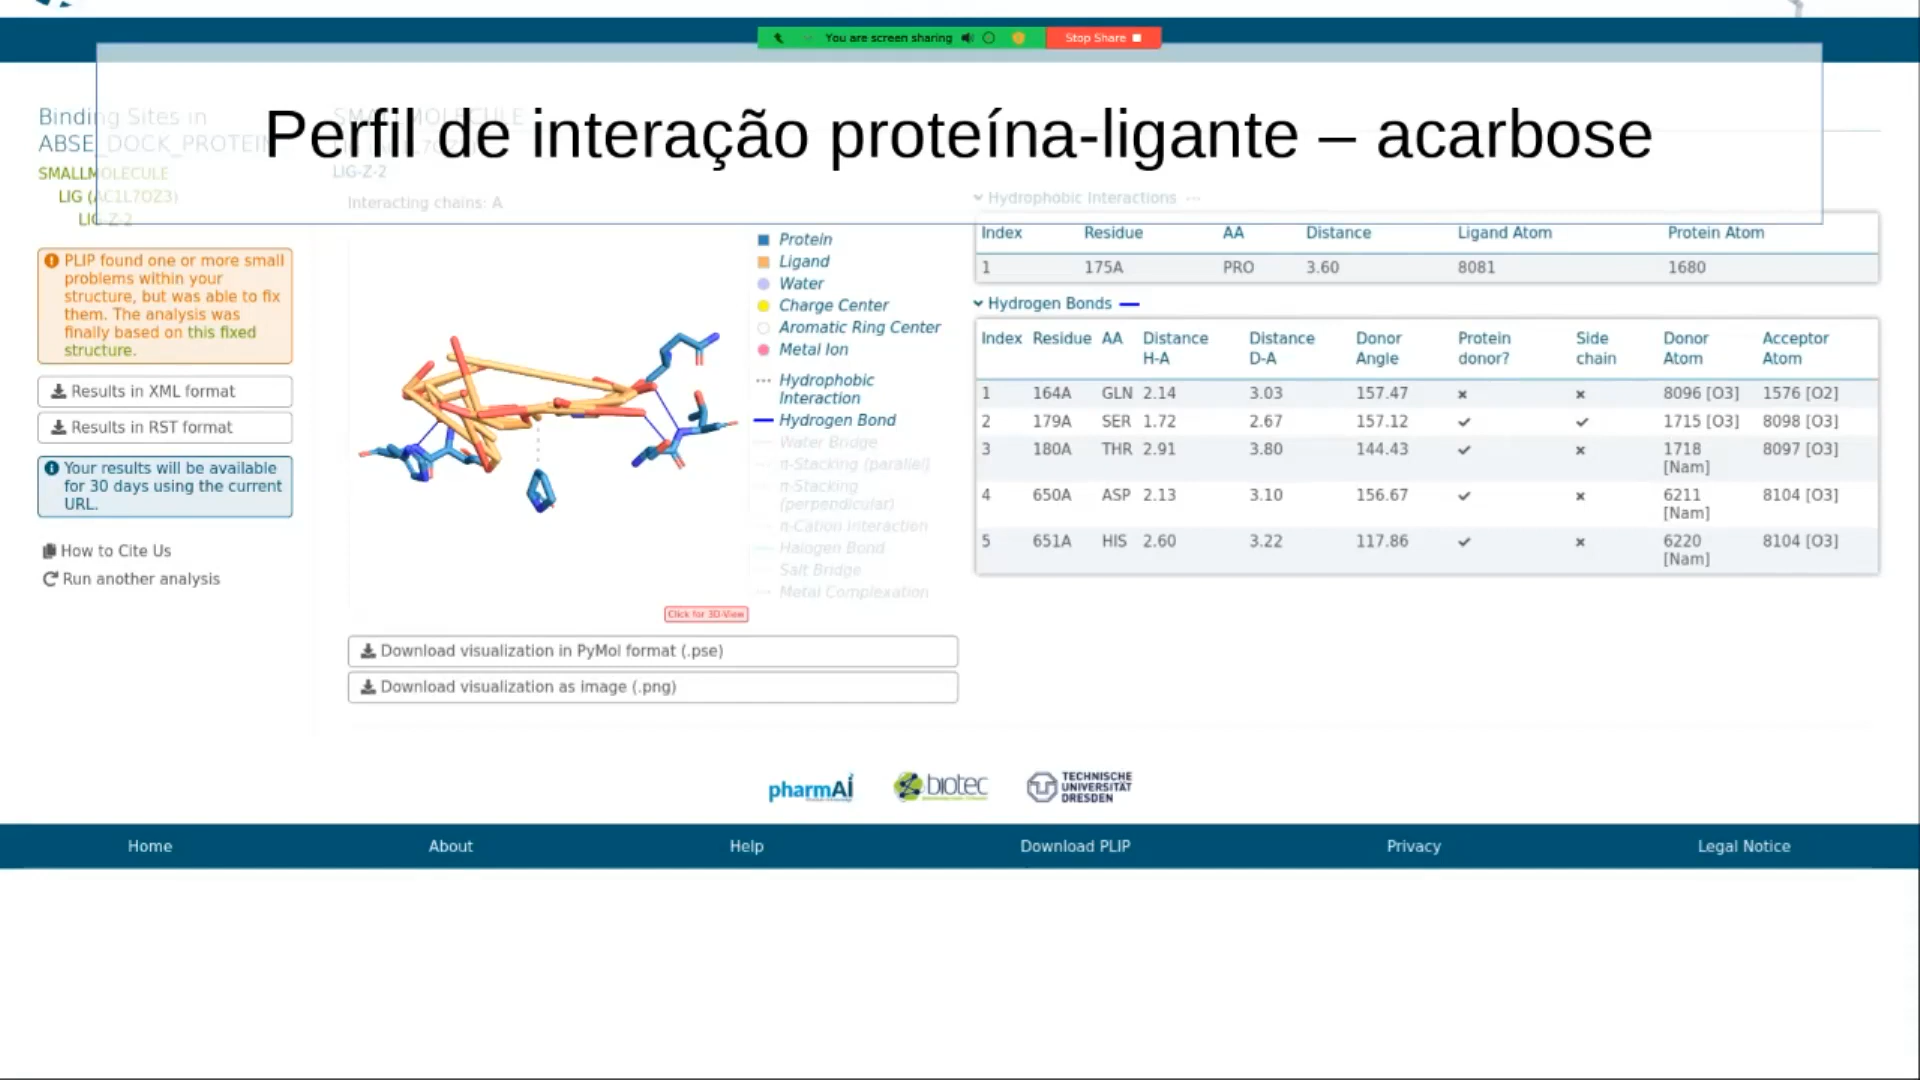 You are screen sharing
Stop Share
Perfil de interação proteína-ligante – acarbose
Binding Sites in
ABSE_DOCK_PROTEIN
SMALLMOLECULE
LIG (AC1L7OZ3)
LIG-Z-2
PLIP found one or more small
problems within your
structure, but was able to fix
them. The analysis was
finally based on this fixed
structure.
Results in XML format
Results in RST format
Your results will be available
for 30 days using the current
URL.
How to Cite Us
Run another analysis
SMALLMOLECULE
LIG-Z-2
Interacting chains: A
Protein
Ligand
Water
Charge Center
Aromatic Ring Center
Metal Ion
Hydrophobic
Interaction
Hydrogen Bond
Water Bridge
π-Stacking (parallel)
π-Stacking
(perpendicular)
π-Cation Interaction
Halogen Bond
Salt Bridge
Metal Complexation
Click for 3D-View
Download visualization in PyMol format (.pse)
Download visualization as image (.png)
Hydrophobic Interactions
Index Residue AA Distance Ligand Atom Protein Atom
1 175A PRO 3.60 8081 1680
Hydrogen Bonds
Index Residue AA Distance Distance Donor Protein Side Donor Acceptor
H-A D-A Angle donor? chain Atom Atom
1 164A GLN 2.14 3.03 157.47 × × 8096 [O3] 1576 [O2]
2 179A SER 1.72 2.67 157.12 ✓ ✓ 1715 [O3] 8098 [O3]
3 180A THR 2.91 3.80 144.43 ✓ × 1718 8097 [O3]
[Nam]
4 650A ASP 2.13 3.10 156.67 ✓ × 6211 8104 [O3]
[Nam]
5 651A HIS 2.60 3.22 117.86 ✓ × 6220 8104 [O3]
[Nam]
pharmAI
biotec
TECHNISCHE
UNIVERSITÄT
DRESDEN
Home About Help Download PLIP Privacy Legal Notice